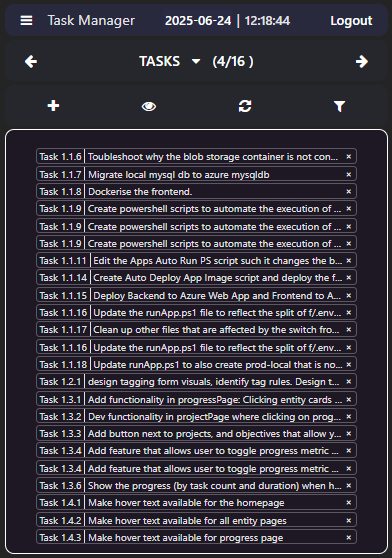 Task Manager 2025-06-24 | 12:18:44 Logout
TASKS (4/16 )
Task 1.1.6 Toubleshoot why the blob storage container is not con... ×
Task 1.1.7 Migrate local mysql db to azure mysqldb ×
Task 1.1.8 Dockerise the frontend. ×
Task 1.1.9 Create powershell scripts to automate the execution of ... ×
Task 1.1.9 Create powershell scripts to automate the execution of ... ×
Task 1.1.9 Create powershell scripts to automate the execution of ... ×
Task 1.1.11 Edit the Apps Auto Run PS script such it changes the b... ×
Task 1.1.14 Create Auto Deploy App Image script and deploy the f... ×
Task 1.1.15 Deploy Backend to Azure Web App and Frontend to A... ×
Task 1.1.16 Update the runApp.ps1 file to reflect the split of f/.env... ×
Task 1.1.17 Clean up other files that are affected by the switch fro... ×
Task 1.1.16 Update the runApp.ps1 file to reflect the split of f/.env... ×
Task 1.1.18 Update runApp.ps1 to also create prod-local that is no... ×
Task 1.2.1 design tagging form visuals, identify tag rules. Design t... ×
Task 1.3.1 Add functionality in progressPage: Clicking entity cards ... ×
Task 1.3.2 Dev functionality in projectPage where clicking on prog... ×
Task 1.3.3 Add button next to projects, and objectives that allow y... ×
Task 1.3.4 Add feature that allows user to toggle progress metric ... ×
Task 1.3.4 Add feature that allows user to toggle progress metric ... ×
Task 1.3.6 Show the progress (by task count and duration) when h... ×
Task 1.4.1 Make hover text available for the homepage ×
Task 1.4.2 Make hover text available for all entity pages ×
Task 1.4.3 Make hover text available for progress page ×